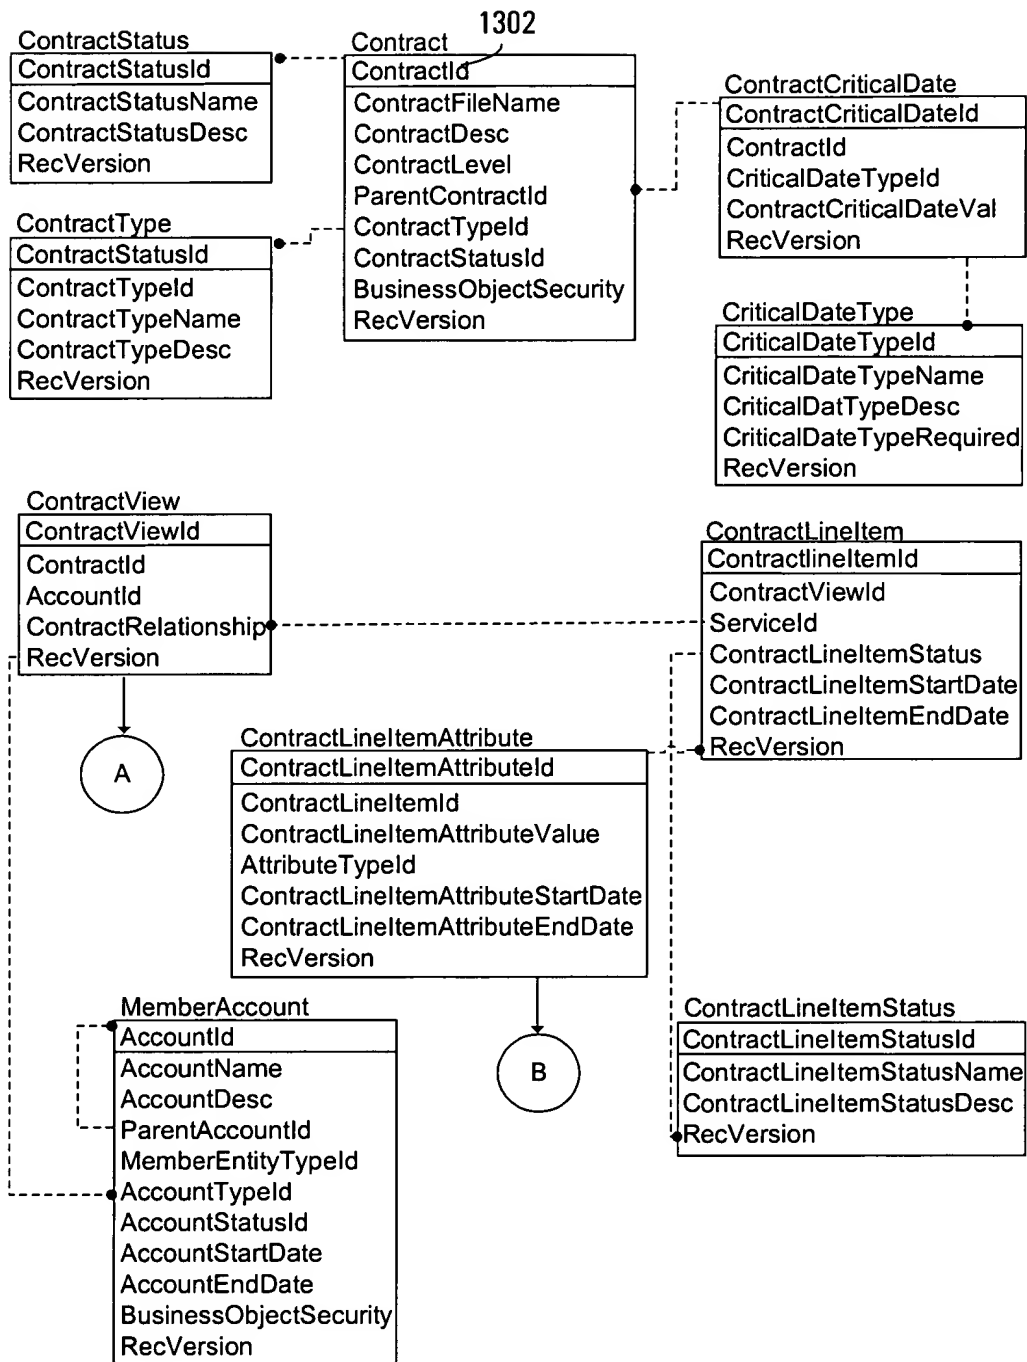 1302
ContractStatus
ContractStatusId
ContractStatusName
ContractStatusDesc
RecVersion
Contract
ContractId
ContractFileName
ContractDesc
ContractLevel
ParentContractId
ContractTypeId
ContractStatusId
BusinessObjectSecurity
RecVersion
ContractCriticalDate
ContractCriticalDateId
ContractId
CriticalDateTypeId
ContractCriticalDateVal
RecVersion
ContractType
ContractStatusId
ContractTypeId
ContractTypeName
ContractTypeDesc
RecVersion
CriticalDateType
CriticalDateTypeId
CriticalDateTypeName
CriticalDatTypeDesc
CriticalDateTypeRequired
RecVersion
ContractView
ContractViewId
ContractId
AccountId
ContractRelationship
RecVersion
A
ContractLineItem
ContractlineItemId
ContractViewId
ServiceId
ContractLineItemStatus
ContractLineItemStartDate
ContractLineItemEndDate
RecVersion
ContractLineItemAttribute
ContractLineItemAttributeId
ContractLineItemId
ContractLineItemAttributeValue
AttributeTypeId
ContractLineItemAttributeStartDate
ContractLineItemAttributeEndDate
RecVersion
B
MemberAccount
AccountId
AccountName
AccountDesc
ParentAccountId
MemberEntityTypeId
AccountTypeId
AccountStatusId
AccountStartDate
AccountEndDate
BusinessObjectSecurity
RecVersion
ContractLineItemStatus
ContractLineItemStatusId
ContractLineItemStatusName
ContractLineItemStatusDesc
RecVersion